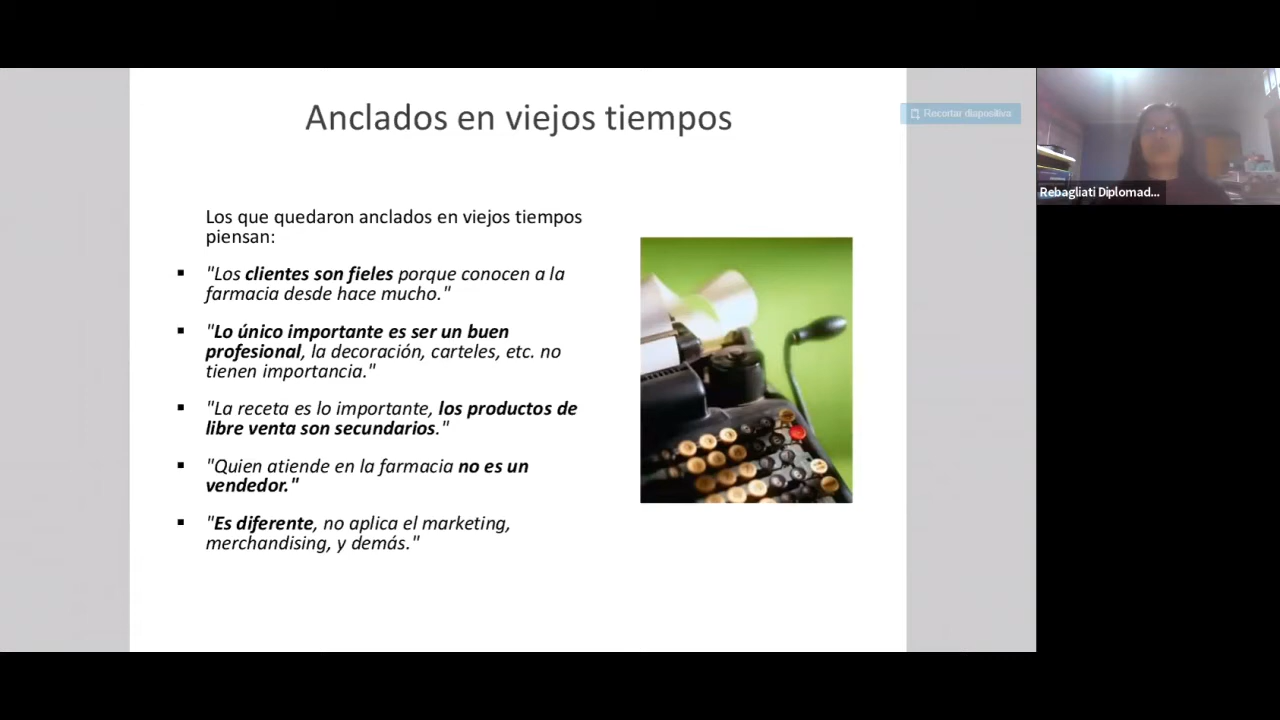 Anclados en viejos tiempos
Recortar diapositiva
Rebagliati Diplomad...
Los que quedaron anclados en viejos tiempos
piensan:
▪ "Los clientes son fieles porque conocen a la
farmacia desde hace mucho."
▪ "Lo único importante es ser un buen
profesional, la decoración, carteles, etc. no
tienen importancia."
▪ "La receta es lo importante, los productos de
libre venta son secundarios."
▪ "Quien atiende en la farmacia no es un
vendedor."
▪ "Es diferente, no aplica el marketing,
merchandising, y demás."